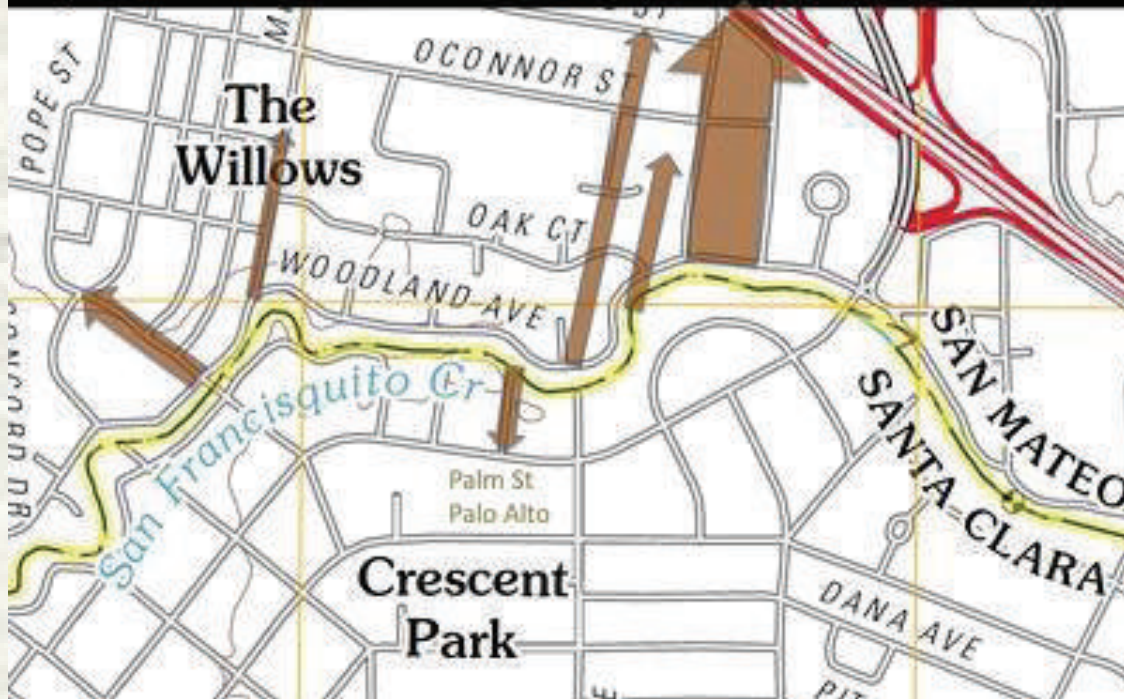 POPE ST
OCONNOR ST
The
Willows
OAK CT
WOODLAND AVE
San Francisquito Cr
SAN MATEO
SANTA CLARA
Palm St
Palo Alto
Crescent
Park
DANA AVE